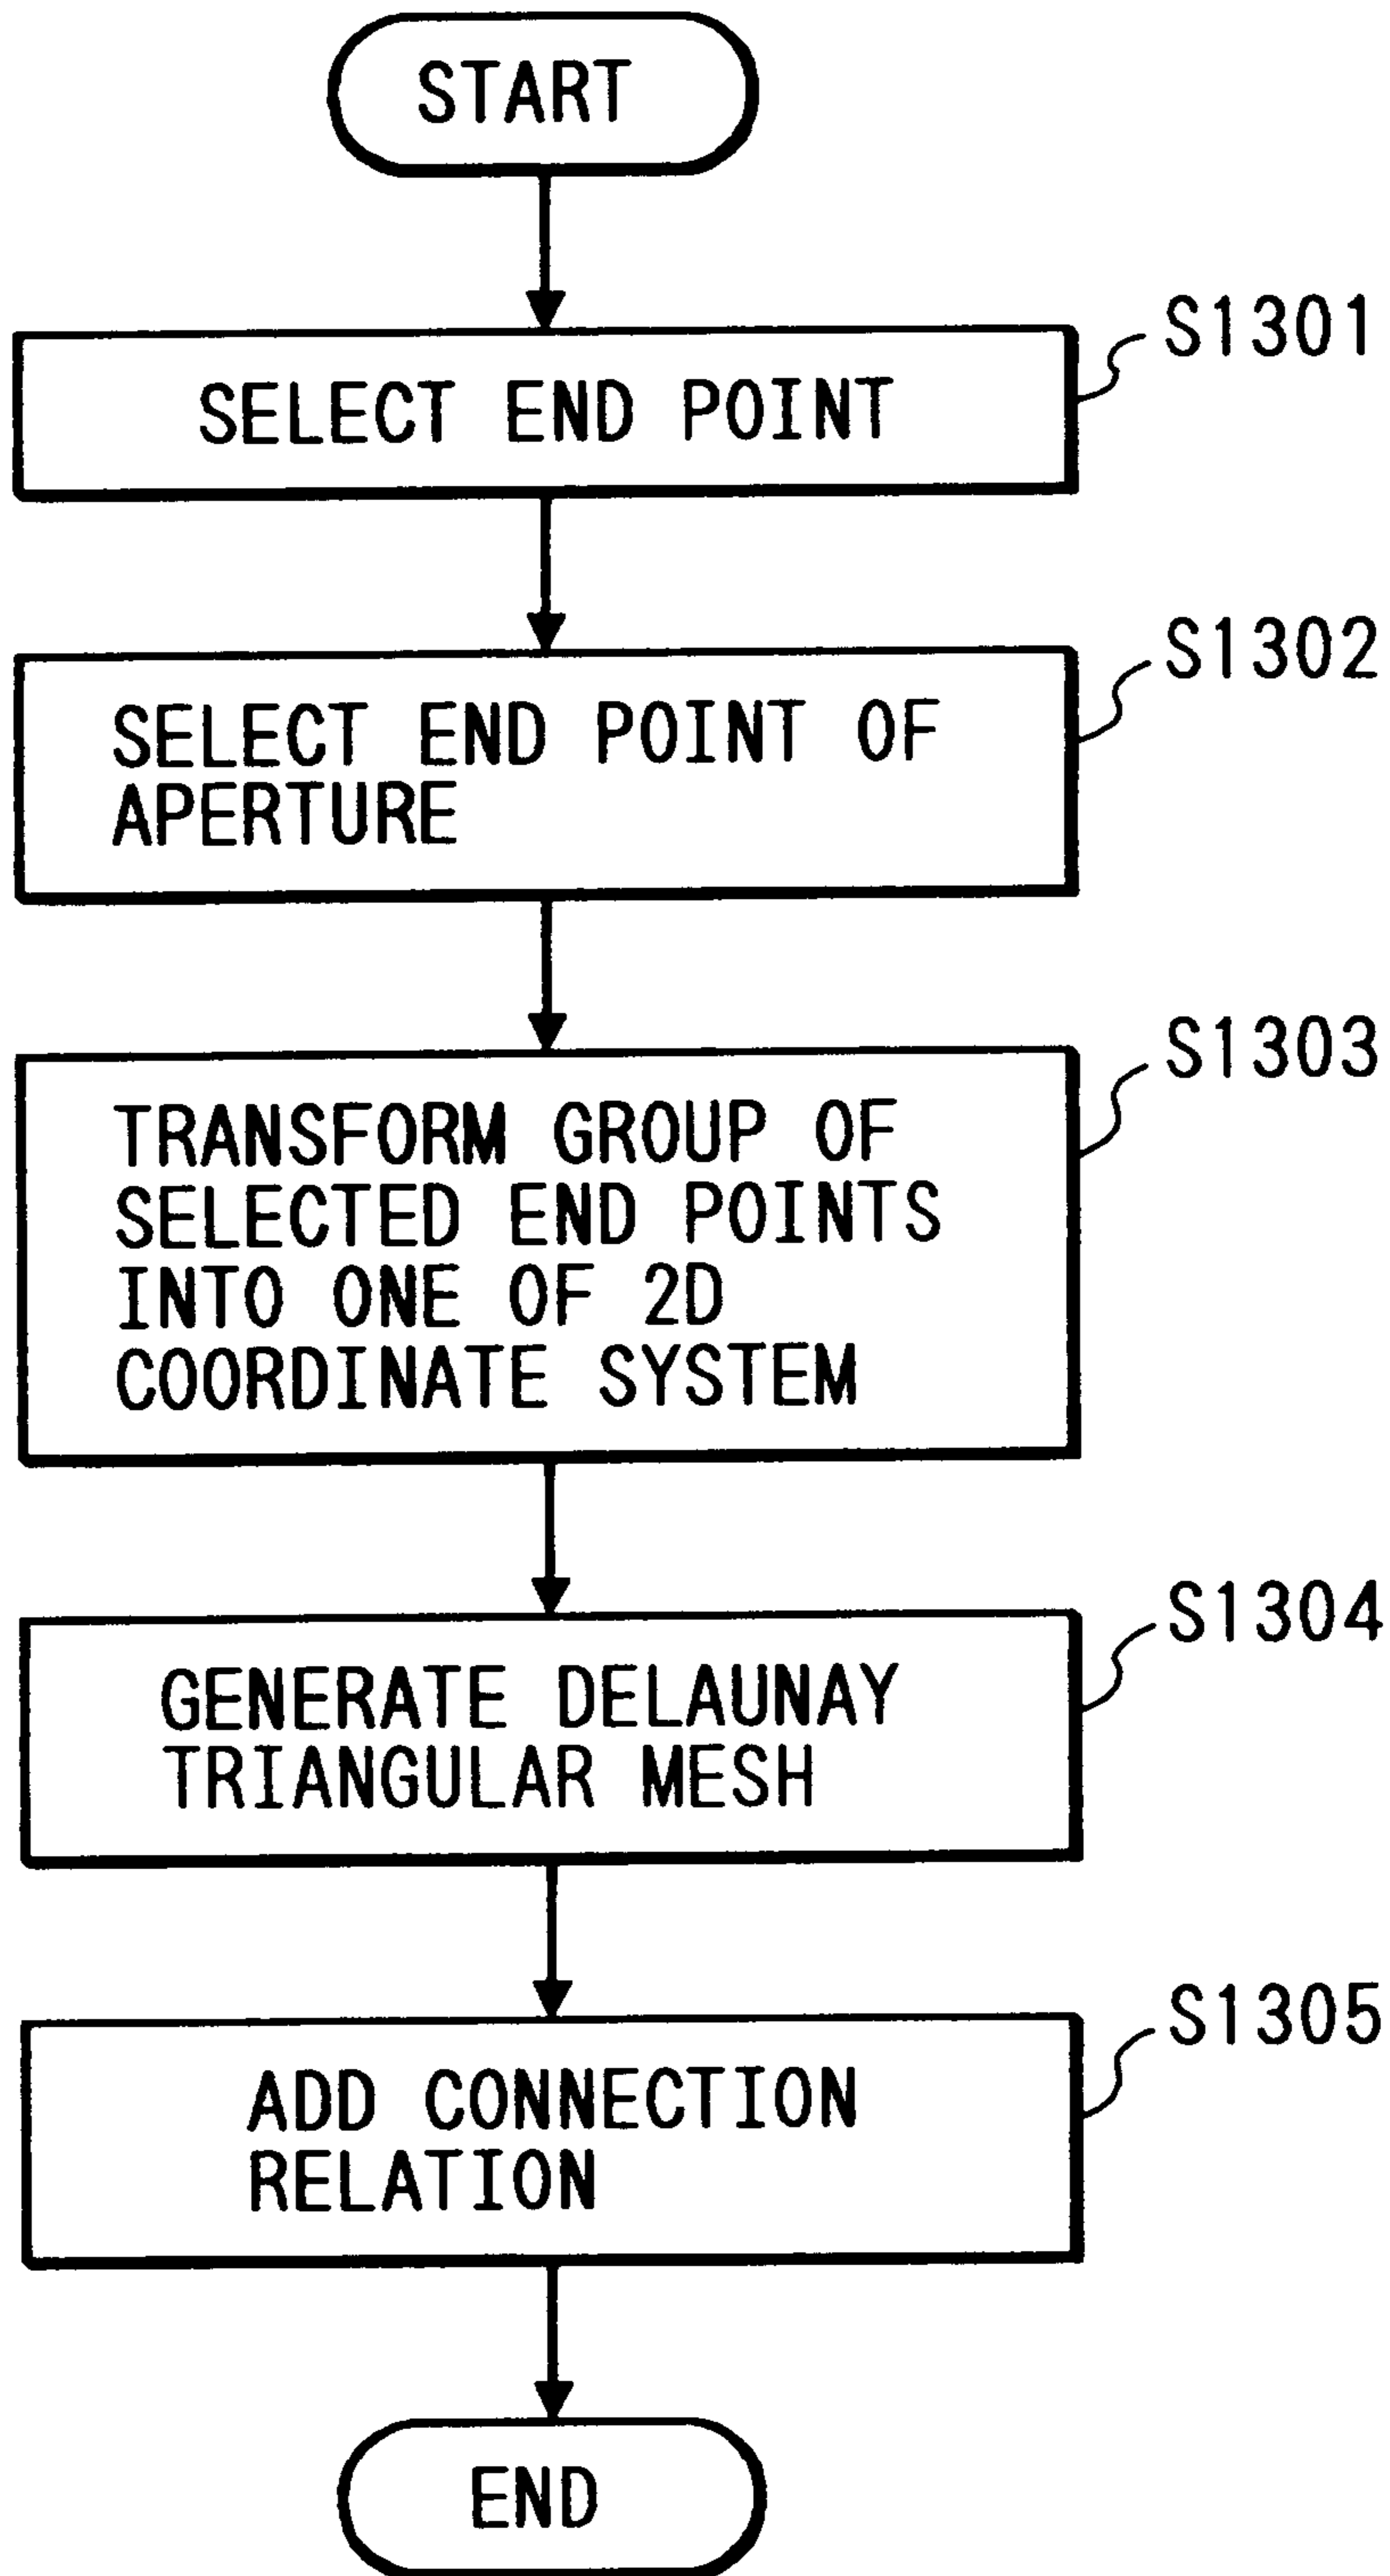 START
S1301
SELECT END POINT
S1302
SELECT END POINT OF
APERTURE
S1303
TRANSFORM GROUP OF
SELECTED END POINTS
INTO ONE OF 2D
COORDINATE SYSTEM
S1304
GENERATE DELAUNAY
TRIANGULAR MESH
S1305
ADD CONNECTION
RELATION
END